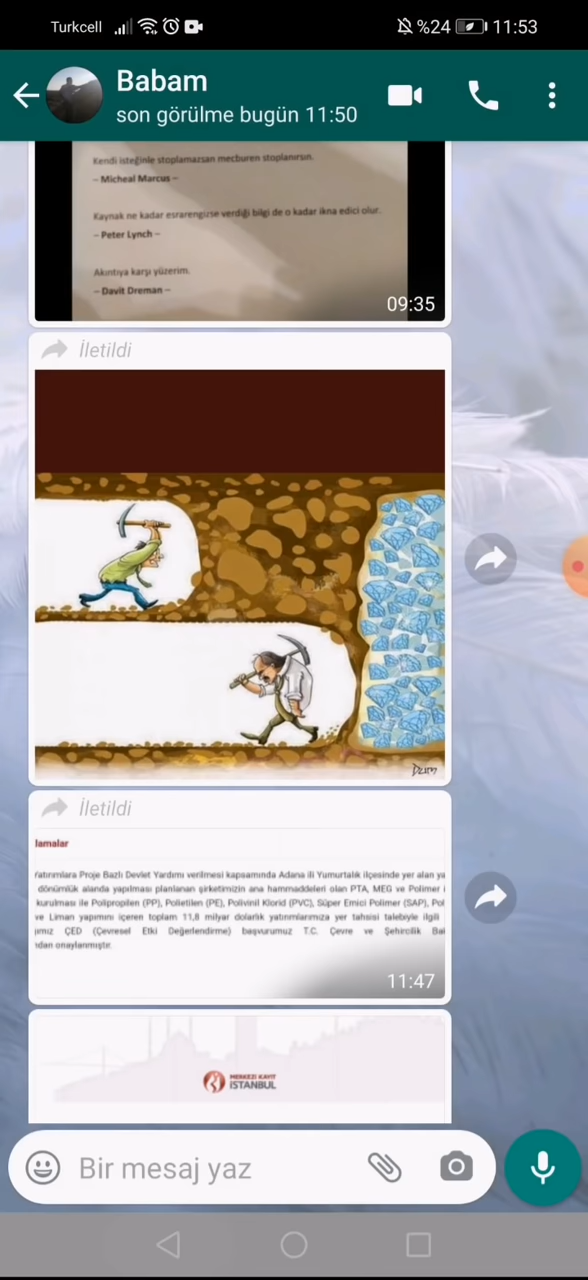 Turkcell %24 11:53
Babam
son görülme bugün 11:50
Kendi isteğinle stoplamazsan mecburen stoplanırsın.
– Micheal Marcus –
Kaynak ne kadar esrarengizse verdiği bilgi de o kadar ikna edici olur.
– Peter Lynch –
Akıntıya karşı yüzerim.
– Davit Dreman –
09:35
İletildi
İletildi
lamalar
Yatırımlara Proje Bazlı Devlet Yardımı verilmesi kapsamında Adana ili Yumurtalık ilçesinde yer alan ya
dönümlük alanda yapılması planlanan şirketimizin ana hammaddeleri olan PTA, MEG ve Polimer
kurulması ile Polipropilen (PP), Polietilen (PE), Polivinil Klorid (PVC), Süper Emici Polimer (SAP), Pol
ve Liman yapımını içeren toplam 11,8 milyar dolarlık yatırımlarımıza yer tahsisi talebiyle ilgili
ımız ÇED (Çevresel Etki Değerlendirme) başvurumuz T.C. Çevre ve Şehircilik Bak
ndan onaylanmıştır.
11:47
MERKEZİ KAYIT
İSTANBUL
Bir mesaj yaz